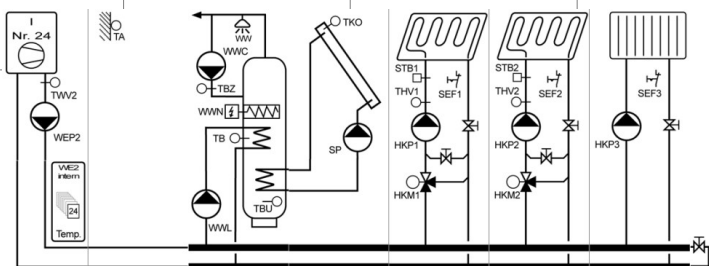 I
Nr. 24
TWV2
WEP2
WE2
intern
24
Temp.
TA
WW
WWC
TBZ
WWN
TB
TBU
WWL
TKO
SP
STB1
THV1
SEF1
HKP1
HKM1
STB2
THV2
SEF2
HKP2
HKM2
SEF3
HKP3